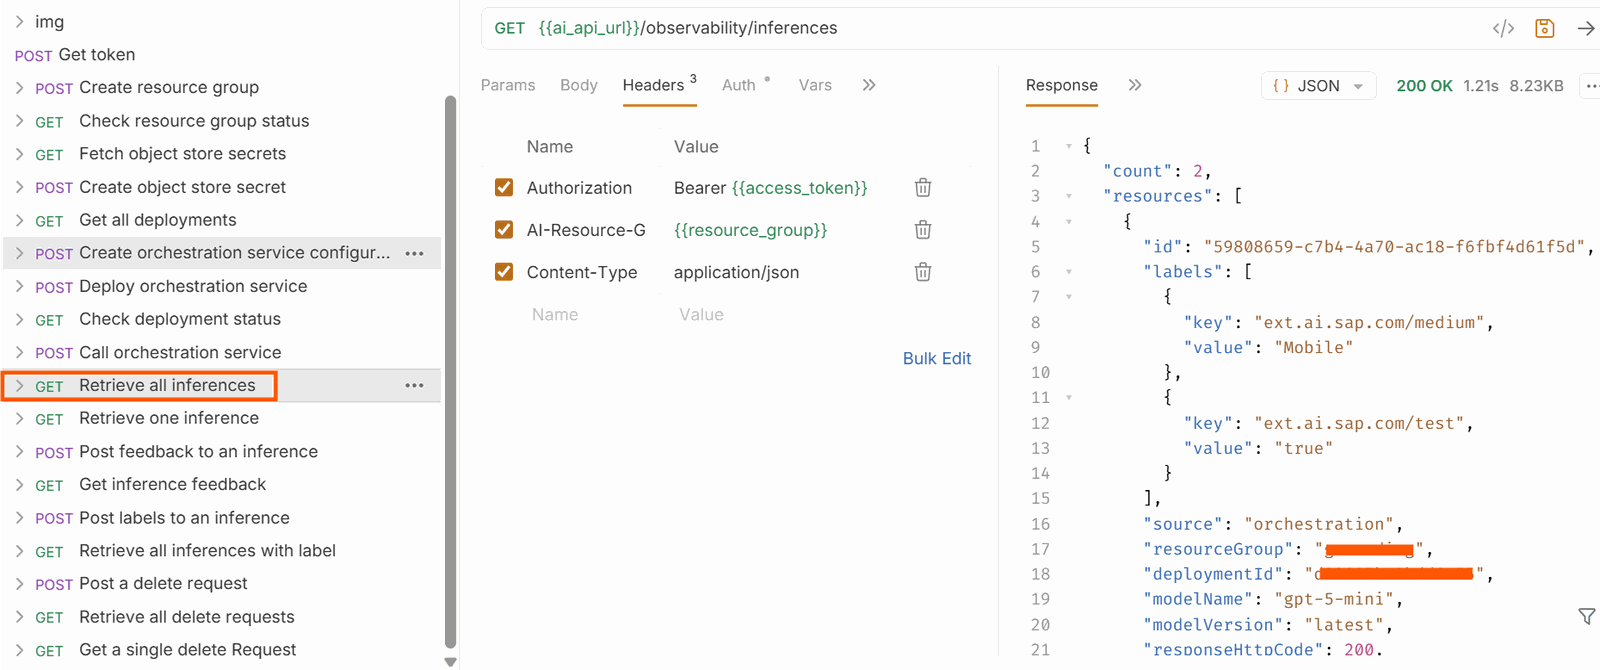 img
POST Get token
POST Create resource group
GET Check resource group status
GET Fetch object store secrets
POST Create object store secret
GET Get all deployments
POST Create orchestration service configur... •••
POST Deploy orchestration service
GET Check deployment status
POST Call orchestration service
GET Retrieve all inferences •••
GET Retrieve one inference
POST Post feedback to an inference
GET Get inference feedback
POST Post labels to an inference
GET Retrieve all inferences with label
POST Post a delete request
GET Retrieve all delete requests
GET Get a single delete Request
GET {{ai_api_url}}/observability/inferences
Params Body Headers 3 Auth • Vars
Name Value
Authorization Bearer {{access_token}}
AI-Resource-G {{resource_group}}
Content-Type application/json
Name Value
Bulk Edit
Response { } JSON 200 OK 1.21s 8.23KB
1 {
2 "count": 2,
3 "resources": [
4 {
5 "id": "59808659-c7b4-4a70-ac18-f6fbf4d61f5d",
6 "labels": [
7 {
8 "key": "ext.ai.sap.com/medium",
9 "value": "Mobile"
10 },
11 {
12 "key": "ext.ai.sap.com/test",
13 "value": "true"
14 }
15 ],
16 "source": "orchestration",
17 "resourceGroup": "",
18 "deploymentId": "",
19 "modelName": "gpt-5-mini",
20 "modelVersion": "latest",
21 "responseHttpCode": 200,